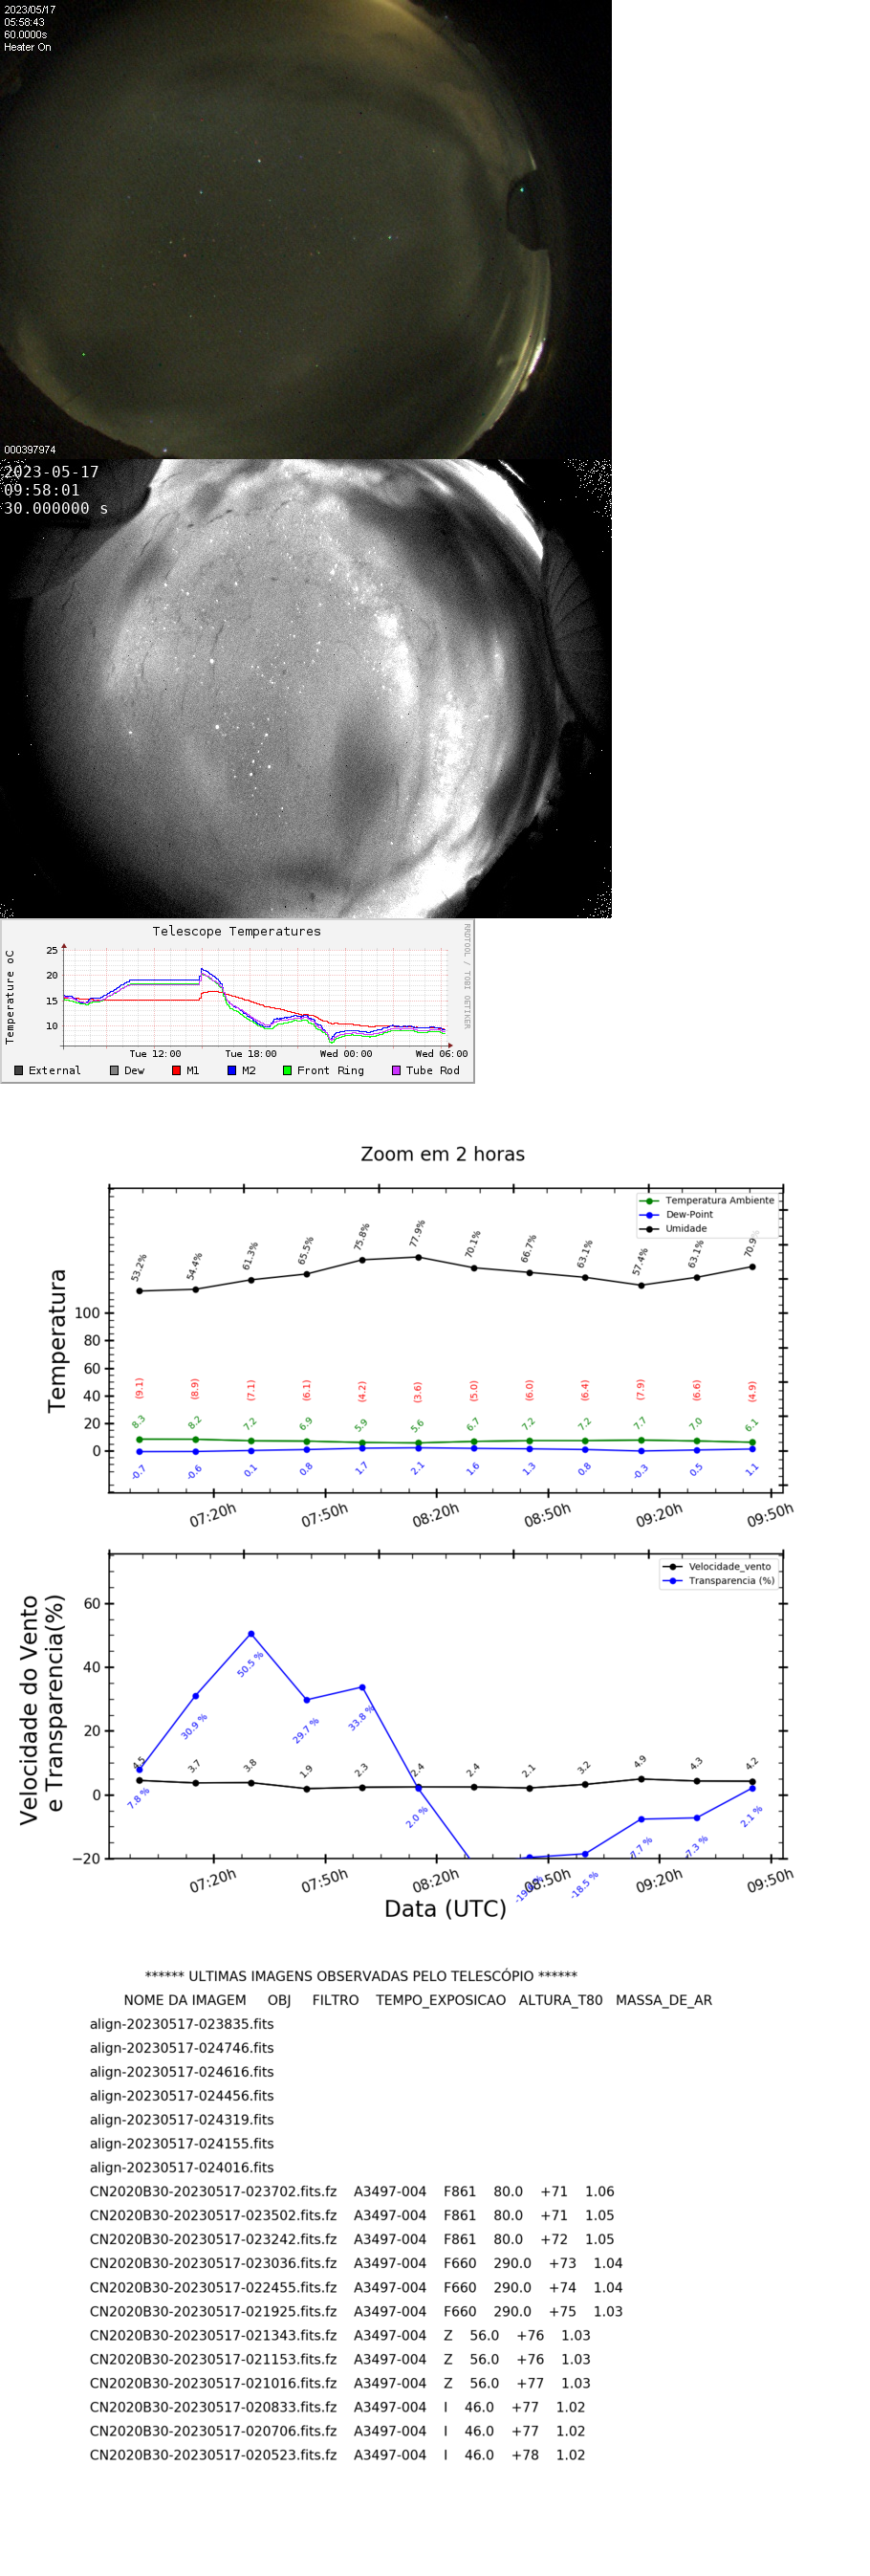 2023/05/17
05:58:43
60.0000s
Heater On
000397974
2023-05-17
09:58:01
30.000000 s
Telescope Temperatures
RRDTOOL / TOBI OETIKER
Temperature oC
25
20
15
10
Tue 12:00 Tue 18:00 Wed 00:00 Wed 06:00
External Dew M1 M2 Front Ring Tube Rod
Zoom em 2 horas
Temperatura Ambiente
Dew-Point
Umidade
53.2% 54.4% 61.3% 65.5% 75.8% 77.9% 70.1% 66.7% 63.1% 57.4% 63.1% 70.9%
Temperatura
100
80
60
40
20
0
(9.1) (8.9) (7.1) (6.1) (4.2) (3.6) (5.0) (6.0) (6.4) (7.9) (6.6) (4.9)
8.3 8.2 7.2 6.9 5.9 5.6 6.7 7.2 7.2 7.7 7.0 6.1
-0.7 -0.6 0.1 0.8 1.7 2.1 1.6 1.3 0.8 -0.3 0.5 1.1
07:20h 07:50h 08:20h 08:50h 09:20h 09:50h
Velocidade_vento
Transparencia (%)
Velocidade do Vento
e Transparencia(%)
60
40
20
0
−20
4.5 3.7 3.8 1.9 2.3 2.4 2.4 2.1 3.2 4.9 4.3 4.2
7.8 % 30.9 % 50.5 % 29.7 % 33.8 % 2.0 % -18.5 % -7.7 % -7.3 % 2.1 %
07:20h 07:50h 08:20h 08:50h 09:20h 09:50h
Data (UTC)
****** ULTIMAS IMAGENS OBSERVADAS PELO TELESCÓPIO ******
NOME DA IMAGEM OBJ FILTRO TEMPO_EXPOSICAO ALTURA_T80 MASSA_DE_AR
align-20230517-023835.fits
align-20230517-024746.fits
align-20230517-024616.fits
align-20230517-024456.fits
align-20230517-024319.fits
align-20230517-024155.fits
align-20230517-024016.fits
CN2020B30-20230517-023702.fits.fz A3497-004 F861 80.0 +71 1.06
CN2020B30-20230517-023502.fits.fz A3497-004 F861 80.0 +71 1.05
CN2020B30-20230517-023242.fits.fz A3497-004 F861 80.0 +72 1.05
CN2020B30-20230517-023036.fits.fz A3497-004 F660 290.0 +73 1.04
CN2020B30-20230517-022455.fits.fz A3497-004 F660 290.0 +74 1.04
CN2020B30-20230517-021925.fits.fz A3497-004 F660 290.0 +75 1.03
CN2020B30-20230517-021343.fits.fz A3497-004 Z 56.0 +76 1.03
CN2020B30-20230517-021153.fits.fz A3497-004 Z 56.0 +76 1.03
CN2020B30-20230517-021016.fits.fz A3497-004 Z 56.0 +77 1.03
CN2020B30-20230517-020833.fits.fz A3497-004 I 46.0 +77 1.02
CN2020B30-20230517-020706.fits.fz A3497-004 I 46.0 +77 1.02
CN2020B30-20230517-020523.fits.fz A3497-004 I 46.0 +78 1.02